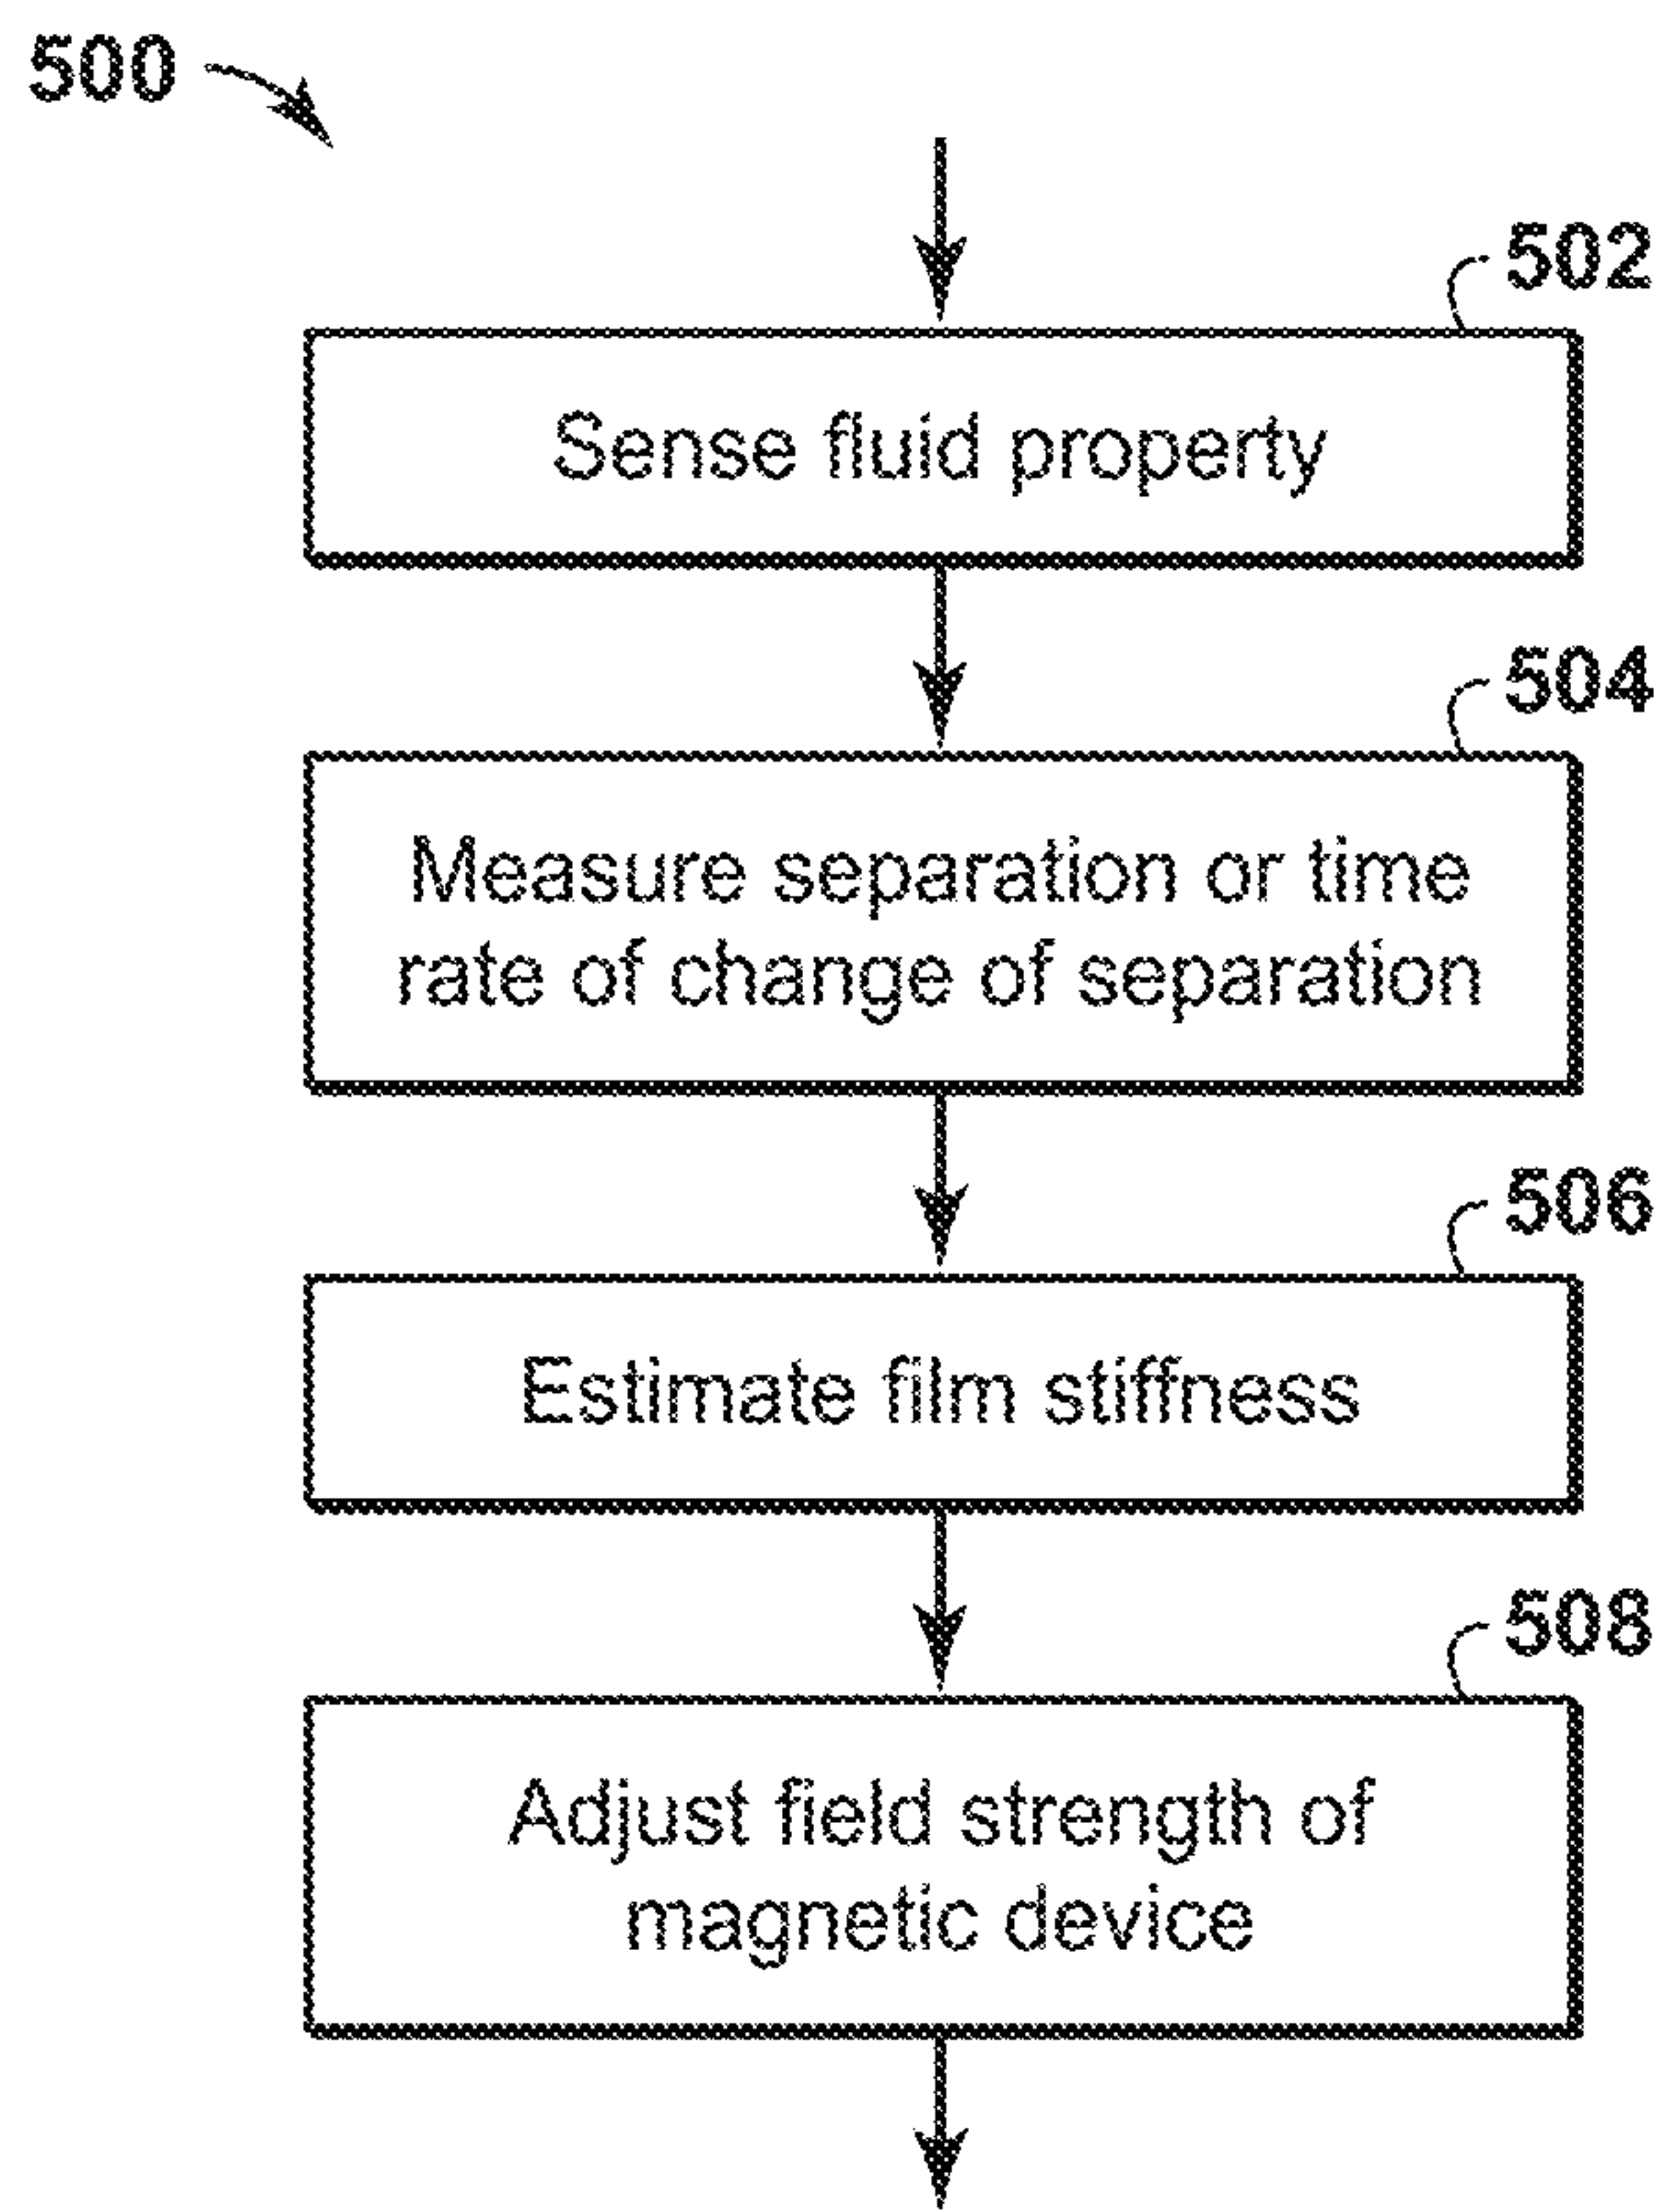 500
502
Sense fluid property
504
Measure separation or time
rate of change of separation
506
Estimate film stiffness
508
Adjust field strength of
magnetic device